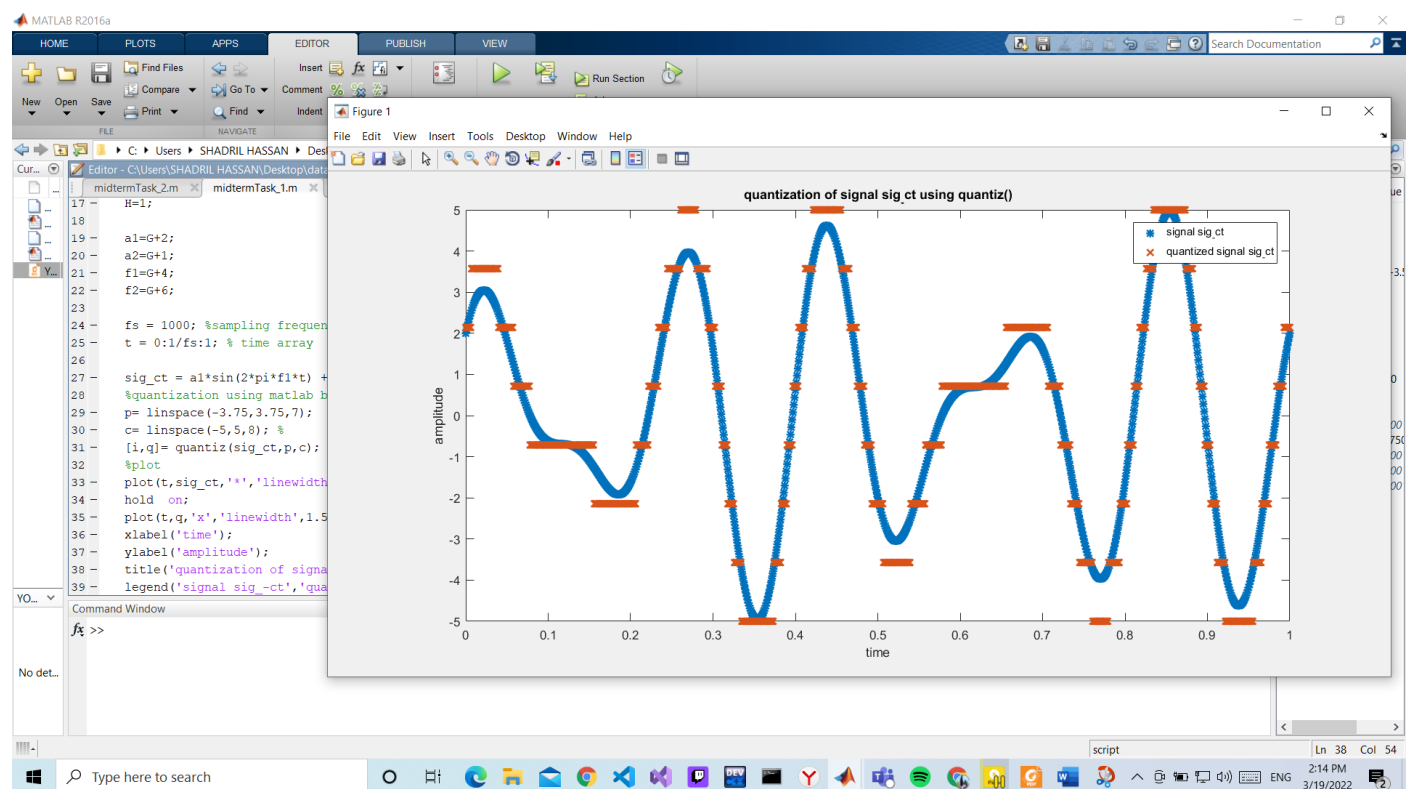 MATLAB R2016a
HOME PLOTS APPS EDITOR PUBLISH VIEW
Search Documentation
Find Files
Insert fx
Compare
Go To
Comment
Run Section
New Open Save
Print
Find
Indent
FILE NAVIGATE
C: Users SHADRIL HASSAN
Cur...
Editor - C:\Users\SHADRIL HASSAN\Desktop\data
midtermTask_2.m midtermTask_1.m
17 – H=1;
18
19 – a1=G+2;
20 – a2=G+1;
21 – f1=G+4;
22 – f2=G+6;
23
24 – fs = 1000; %sampling frequen
25 – t = 0:1/fs:1; % time array
26
27 – sig_ct = a1*sin(2*pi*f1*t) +
28 %quantization using matlab b
29 – p= linspace(-3.75,3.75,7);
30 – c= linspace(-5,5,8); %
31 – [i,q]= quantiz(sig_ct,p,c);
32 %plot
33 – plot(t,sig_ct,'*','linewidth
34 – hold on;
35 – plot(t,q,'x','linewidth',1.5
36 – xlabel('time');
37 – ylabel('amplitude');
38 – title('quantization of signa
39 – legend('signal sig_-ct','qua
Y...
YO...
Command Window
fx >>
No det...
Figure 1
File Edit View Insert Tools Desktop Window Help
quantization of signal sig_ct using quantiz()
signal sig_ct
quantized signal sig_ct
amplitude
5
4
3
2
1
0
-1
-2
-3
-4
-5
0 0.1 0.2 0.3 0.4 0.5 0.6 0.7 0.8 0.9 1
time
script
Ln 38 Col 54
Type here to search
DEV
ENG
2:14 PM
3/19/2022
2